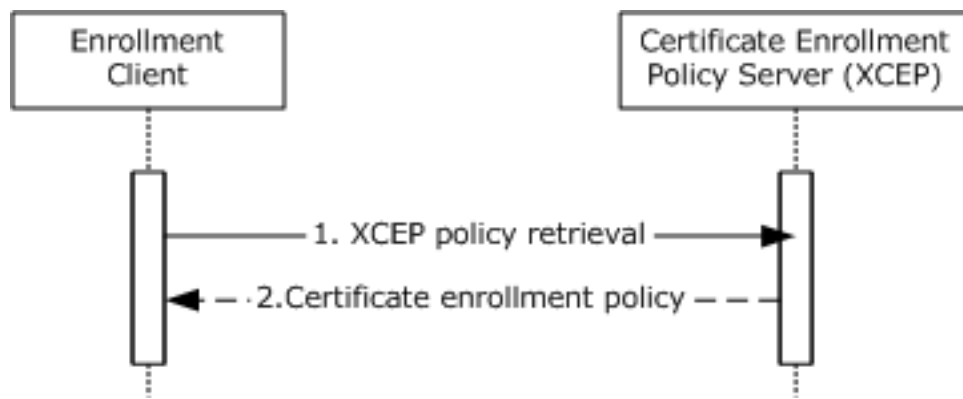 Enrollment
Client
Certificate Enrollment
Policy Server (XCEP)
1. XCEP policy retrieval
2.Certificate enrollment policy